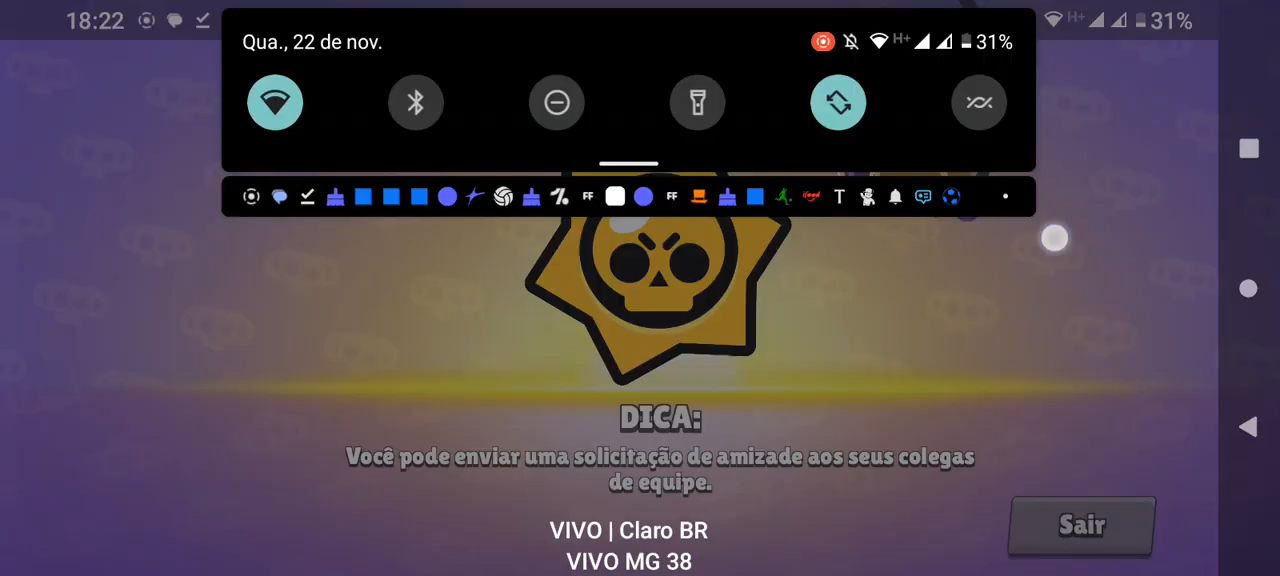 18:22
H+ 31%
Qua., 22 de nov.
H+ 31%
FF FF ifood T
DICA:
Você pode enviar uma solicitação de amizade aos seus colegas
de equipe.
Sair
VIVO | Claro BR
VIVO MG 38